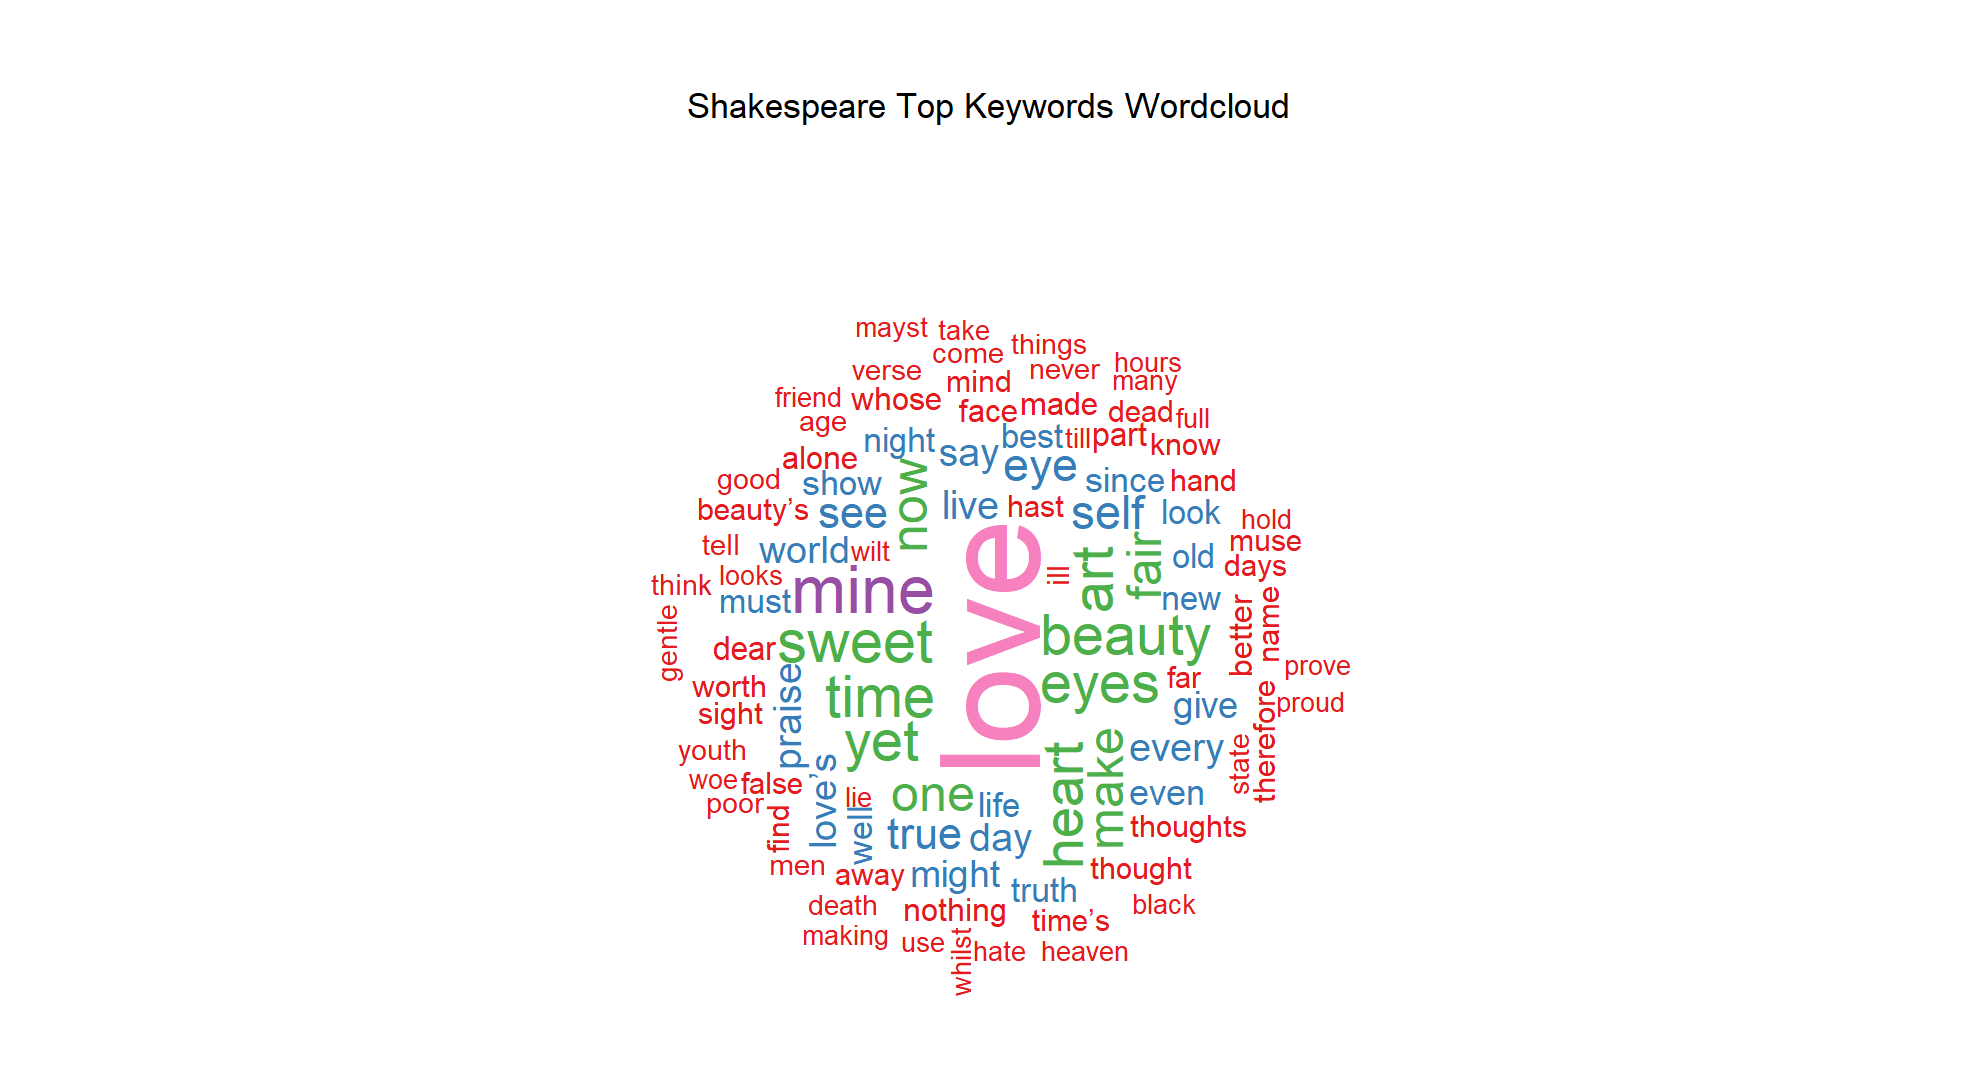 Shakespeare Top Keywords Wordcloud
mayst take
things
come
hours
verse
never
mind
many
friend
whose
face
made
dead
full
age
night
best
till
part
know
say
alone
eye
good
show
since
hand
now
live
hast
beauty’s
see
self
look
hold
muse
tell
world
wilt
love
art
fair
old
days
think
looks
must
mine
ill
new
better
name
gentle
dear
sweet
beauty
prove
worth
sight
praise
time
eyes
far
give
therefore
proud
youth
yet
heart
make
every
state
woe
false
poor
love’s
lie
one
life
even
find
well
true
day
thoughts
men
away
might
truth
thought
death
nothing
time’s
black
making
use
whilst
hate
heaven